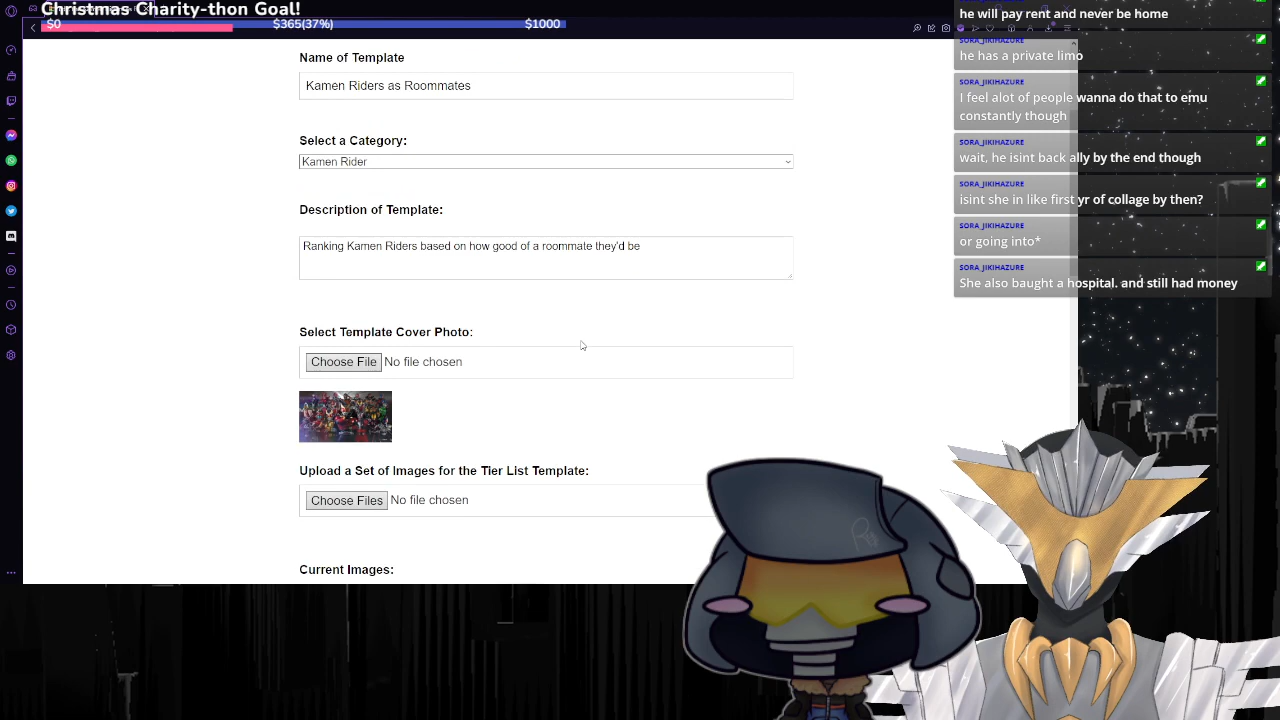 Christmas Charity-thon Goal!
$0 $365(37%) $1000
Name of Template
Kamen Riders as Roommates
Select a Category:
Kamen Rider
Description of Template:
Ranking Kamen Riders based on how good of a roommate they'd be
Select Template Cover Photo:
Choose File No file chosen
Upload a Set of Images for the Tier List Template:
Choose Files No file chosen
Current Images:
he will pay rent and never be home
SORA_JIKIHAZURE
he has a private limo
SORA_JIKIHAZURE
I feel alot of people wanna do that to emu
constantly though
SORA_JIKIHAZURE
wait, he isint back ally by the end though
SORA_JIKIHAZURE
isint she in like first yr of collage by then?
SORA_JIKIHAZURE
or going into*
SORA_JIKIHAZURE
She also baught a hospital. and still had money